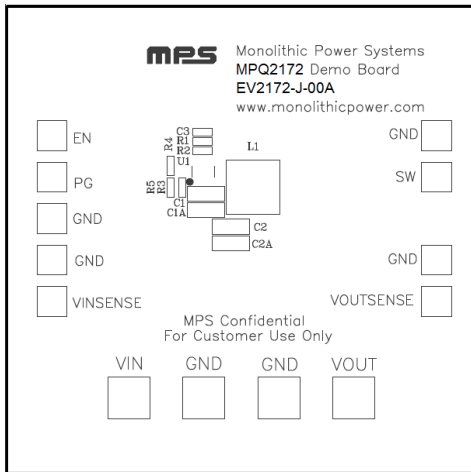 mps Monolithic Power Systems
MPQ2172 Demo Board
EV2172-J-00A
www.monolithicpower.com
EN
GND
C3
R1
R2
R4
U1
L1
PG
SW
R5
R3
C1
C1A
GND
C2
C2A
GND
GND
VINSENSE
VOUTSENSE
MPS Confidential
For Customer Use Only
VIN GND GND VOUT